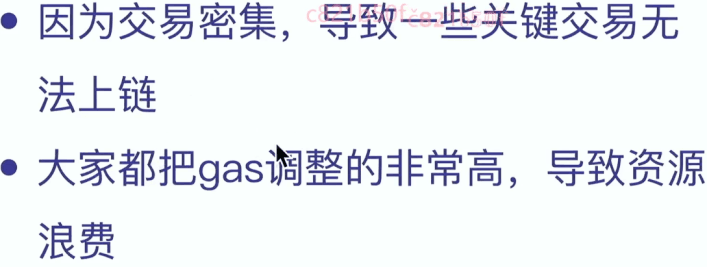 • 因为交易密集，导致一些关键交易无
法上链
• 大家都把gas调整的非常高，导致资源
浪费